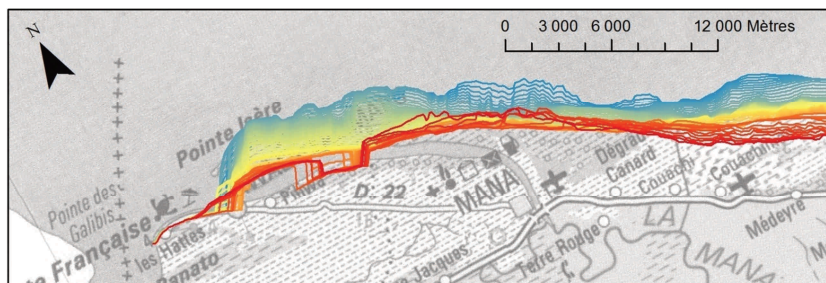 N
0 3 000 6 000 12 000 Mètres
Pointe Isère
Pointe des
Galibis
Française
les Hattes
D 22
MANA
Dégrad
Canard
Couachi
Couabino
Médeyre
Terre Rouge
Jacques
LA
MANA